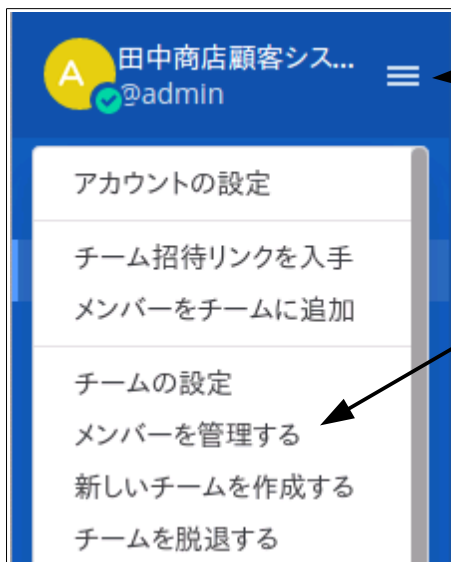 A
田中商店顧客シス...
@admin
アカウントの設定
チーム招待リンクを入手
メンバーをチームに追加
チームの設定
メンバーを管理する
新しいチームを作成する
チームを脱退する